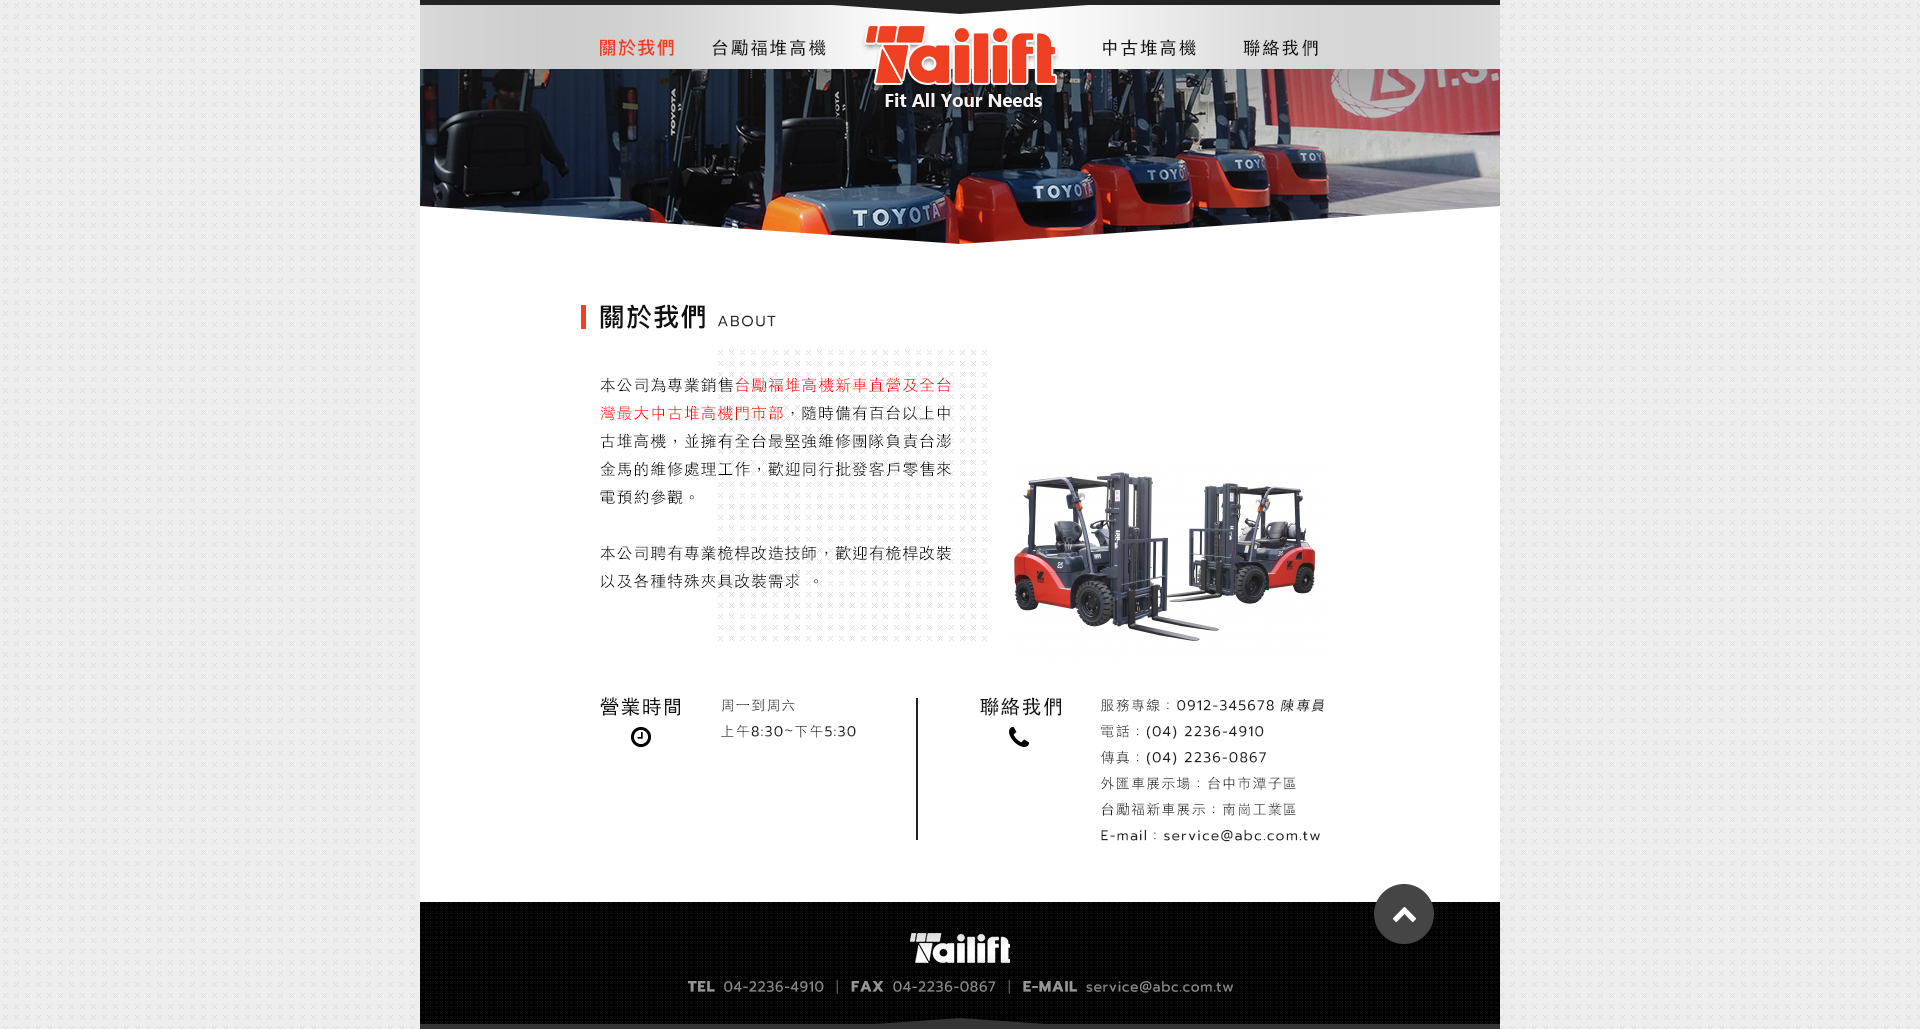 關於我們
台勵福堆高機
Tailift
Fit All Your Needs
中古堆高機
聯絡我們
TOYOTA
TOYOTA
TOYOTA
TOYOTA
TOYOTA
TOYOTA
關於我們 ABOUT
本公司為專業銷售台勵福堆高機新車直營及全台
灣最大中古堆高機門市部，隨時備有百台以上中
古堆高機，並擁有全台最堅強維修團隊負責台澎
金馬的維修處理工作，歡迎同行批發客戶零售來
電預約參觀。
本公司聘有專業桅桿改造技師，歡迎有桅桿改裝
以及各種特殊夾具改裝需求 。
營業時間
周一到周六
上午8:30~下午5:30
聯絡我們
服務專線：0912-345678 陳專員
電話：(04) 2236-4910
傳真：(04) 2236-0867
外匯車展示場：台中市潭子區
台勵福新車展示：南崗工業區
E-mail：service@abc.com.tw
Tailift
TEL 04-2236-4910 | FAX 04-2236-0867 | E-MAIL service@abc.com.tw